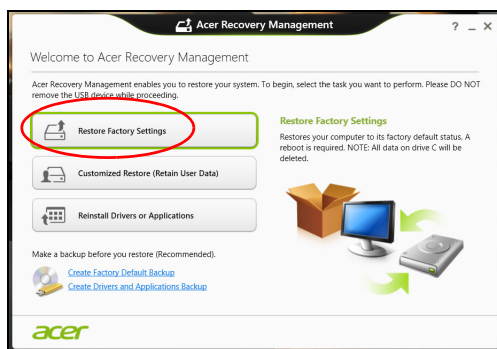 Acer Recovery Management
? _ X
Welcome to Acer Recovery Management
Acer Recovery Management enables you to restore your system. To begin, select the task you want to perform. Please DO NOT
remove the USB device while proceeding.
Restore Factory Settings
Customized Restore (Retain User Data)
Reinstall Drivers or Applications
Restore Factory Settings
Restores your computer to its factory default status. A
reboot is required. NOTE: All data on drive C will be
deleted.
Make a backup before you restore (Recommended).
Create Factory Default Backup
Create Drivers and Applications Backup
acer